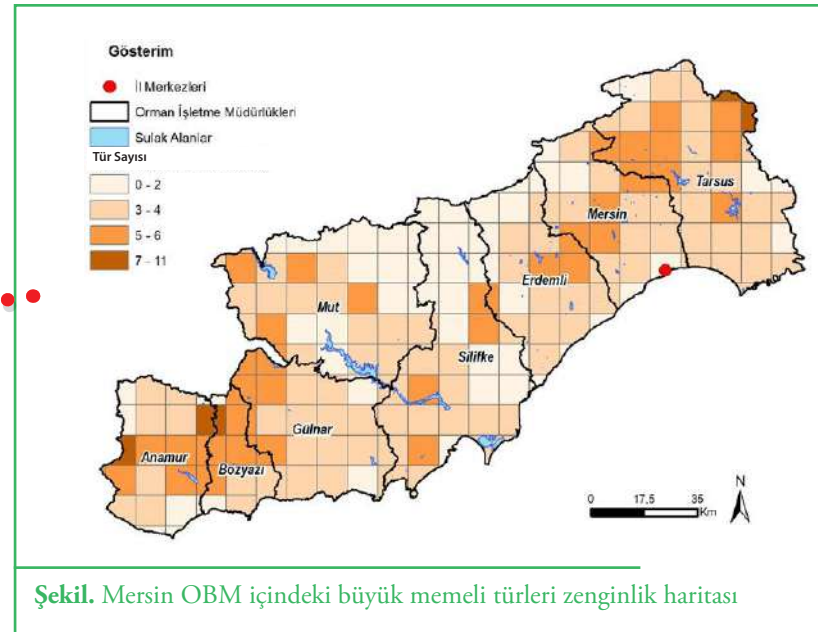 Gösterim
İl Merkezleri
Orman İşletme Müdürlükleri
Sulak Alanlar
Tür Sayısı
0 - 2
3 - 4
5 - 6
7 - 11
Tarsus
Mersin
Erdemli
Mut
Silifke
Gülnar
Anamur
Bozyazı
N
0 17,5 35
Km
Şekil. Mersin OBM içindeki büyük memeli türleri zenginlik haritası